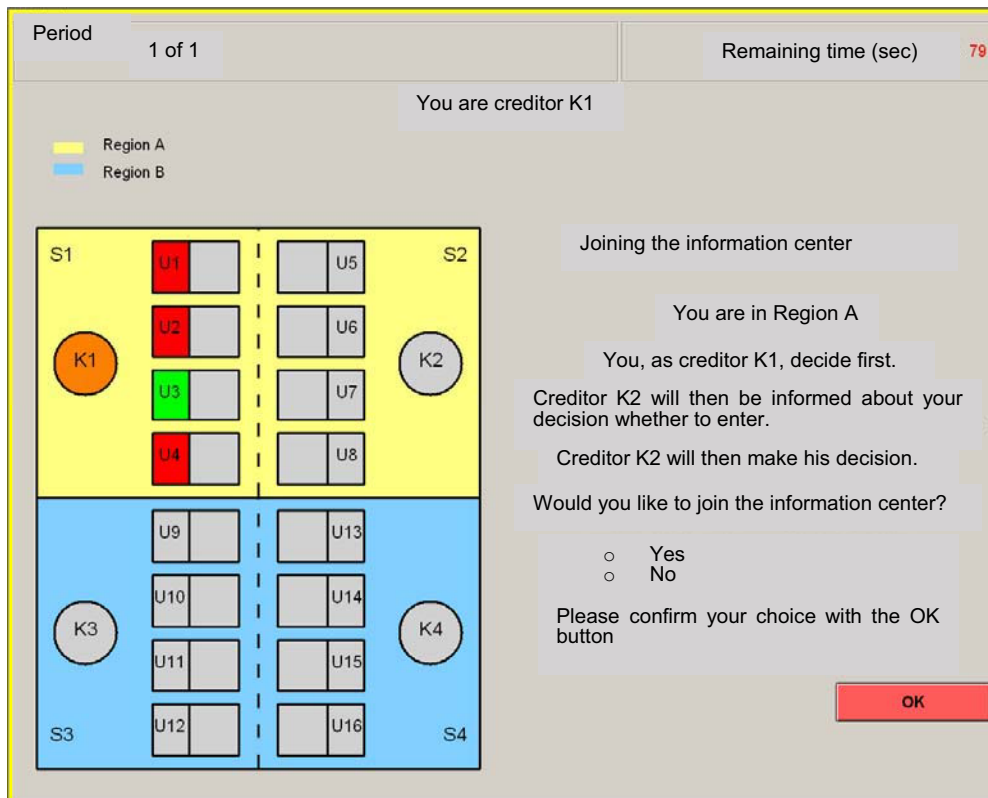 Period
1 of 1
Remaining time (sec)
79
You are creditor K1
Region A
Region B
S1
U1
U5
S2
U2
U6
K1
K2
U3
U7
U4
U8
U9
U13
U10
U14
K3
K4
U11
U15
U12
U16
S3
S4
Joining the information center
You are in Region A
You, as creditor K1, decide first.
Creditor K2 will then be informed about your
decision whether to enter.
Creditor K2 will then make his decision.
Would you like to join the information center?
Yes
No
Please confirm your choice with the OK
button
OK